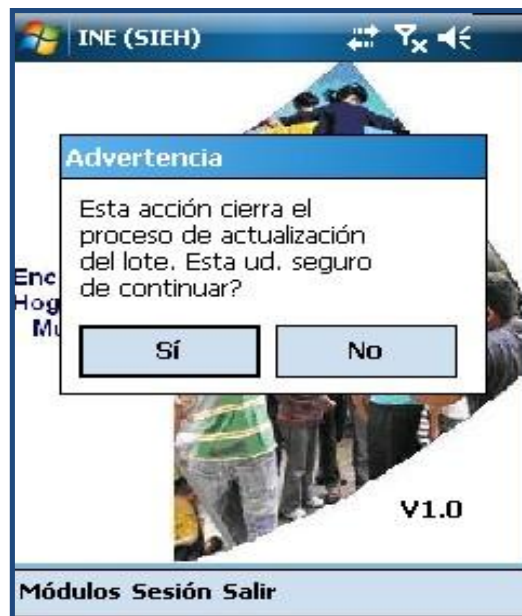 INE (SIEH)
Advertencia
Esta acción cierra el
proceso de actualización
del lote. Esta ud. seguro
de continuar?
Sí No
V1.0
Módulos Sesión Salir